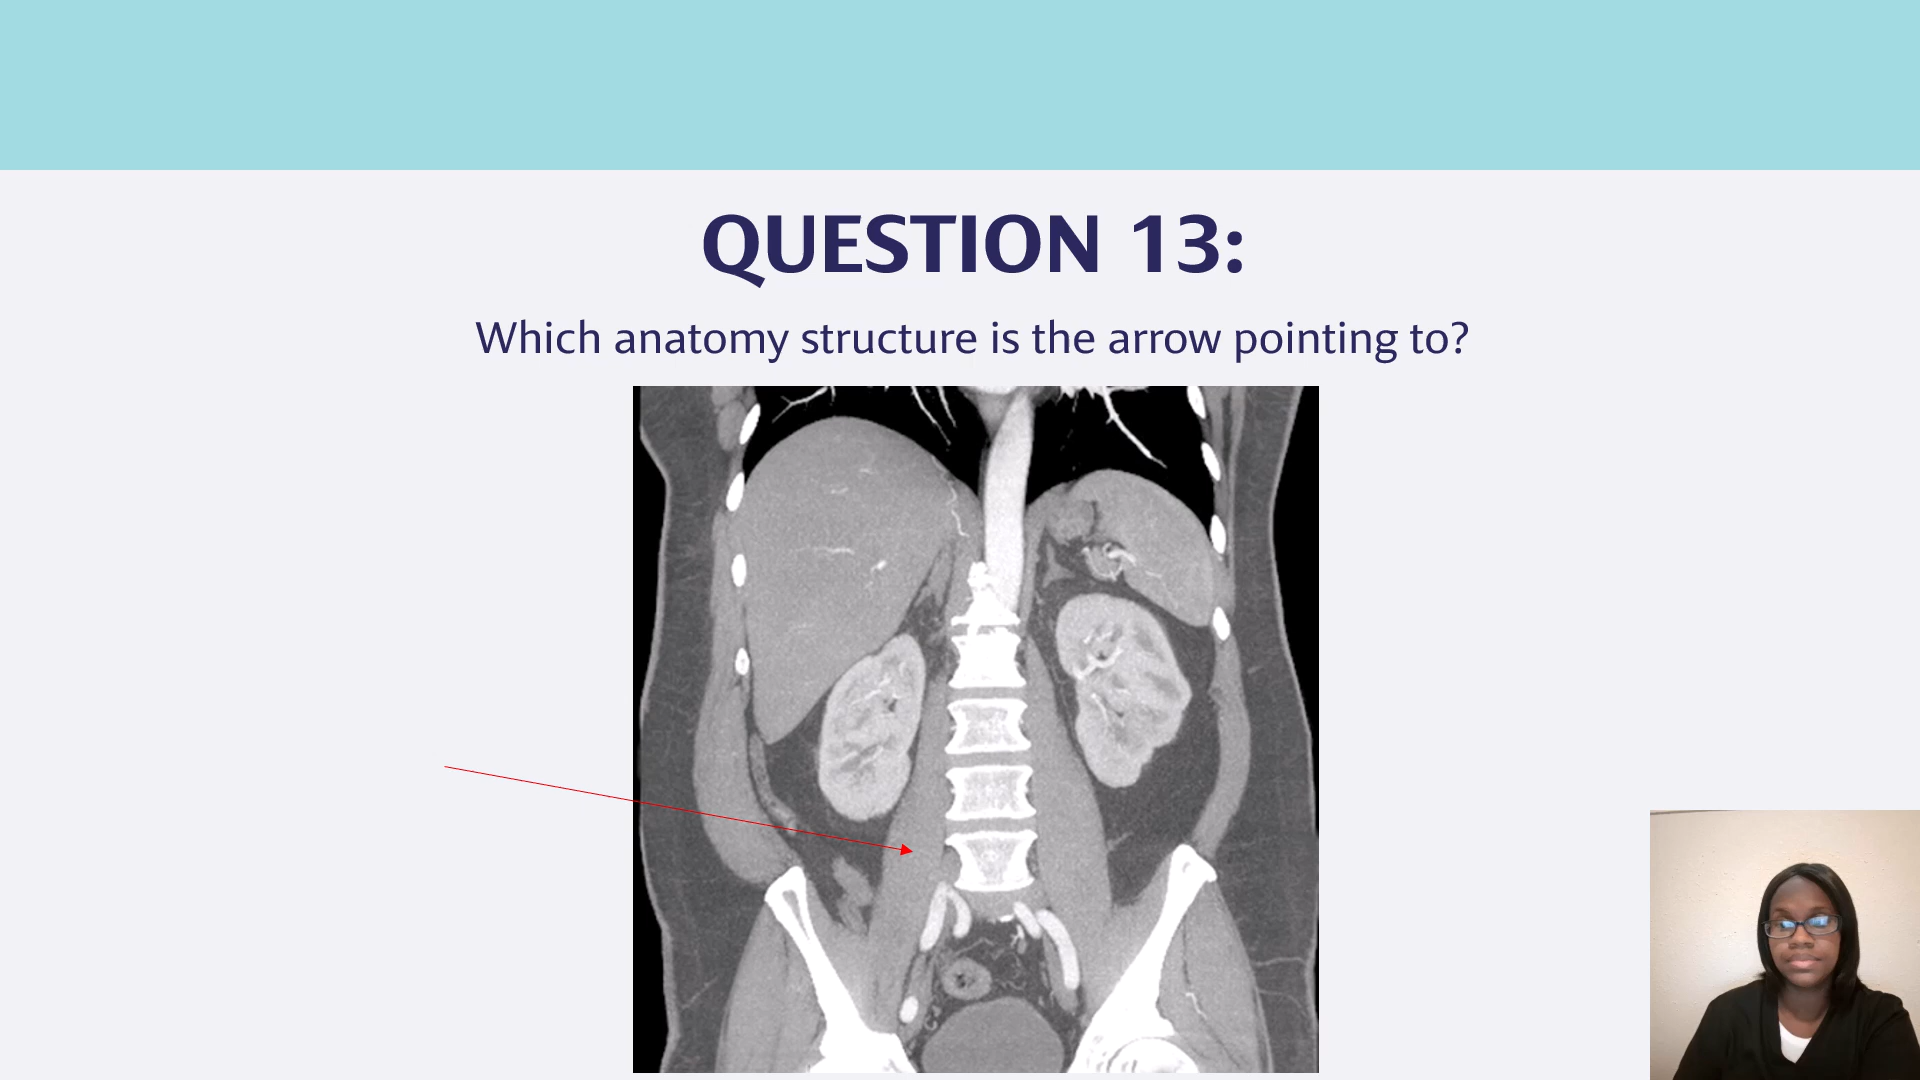 QUESTION 13:
Which anatomy structure is the arrow pointing to?